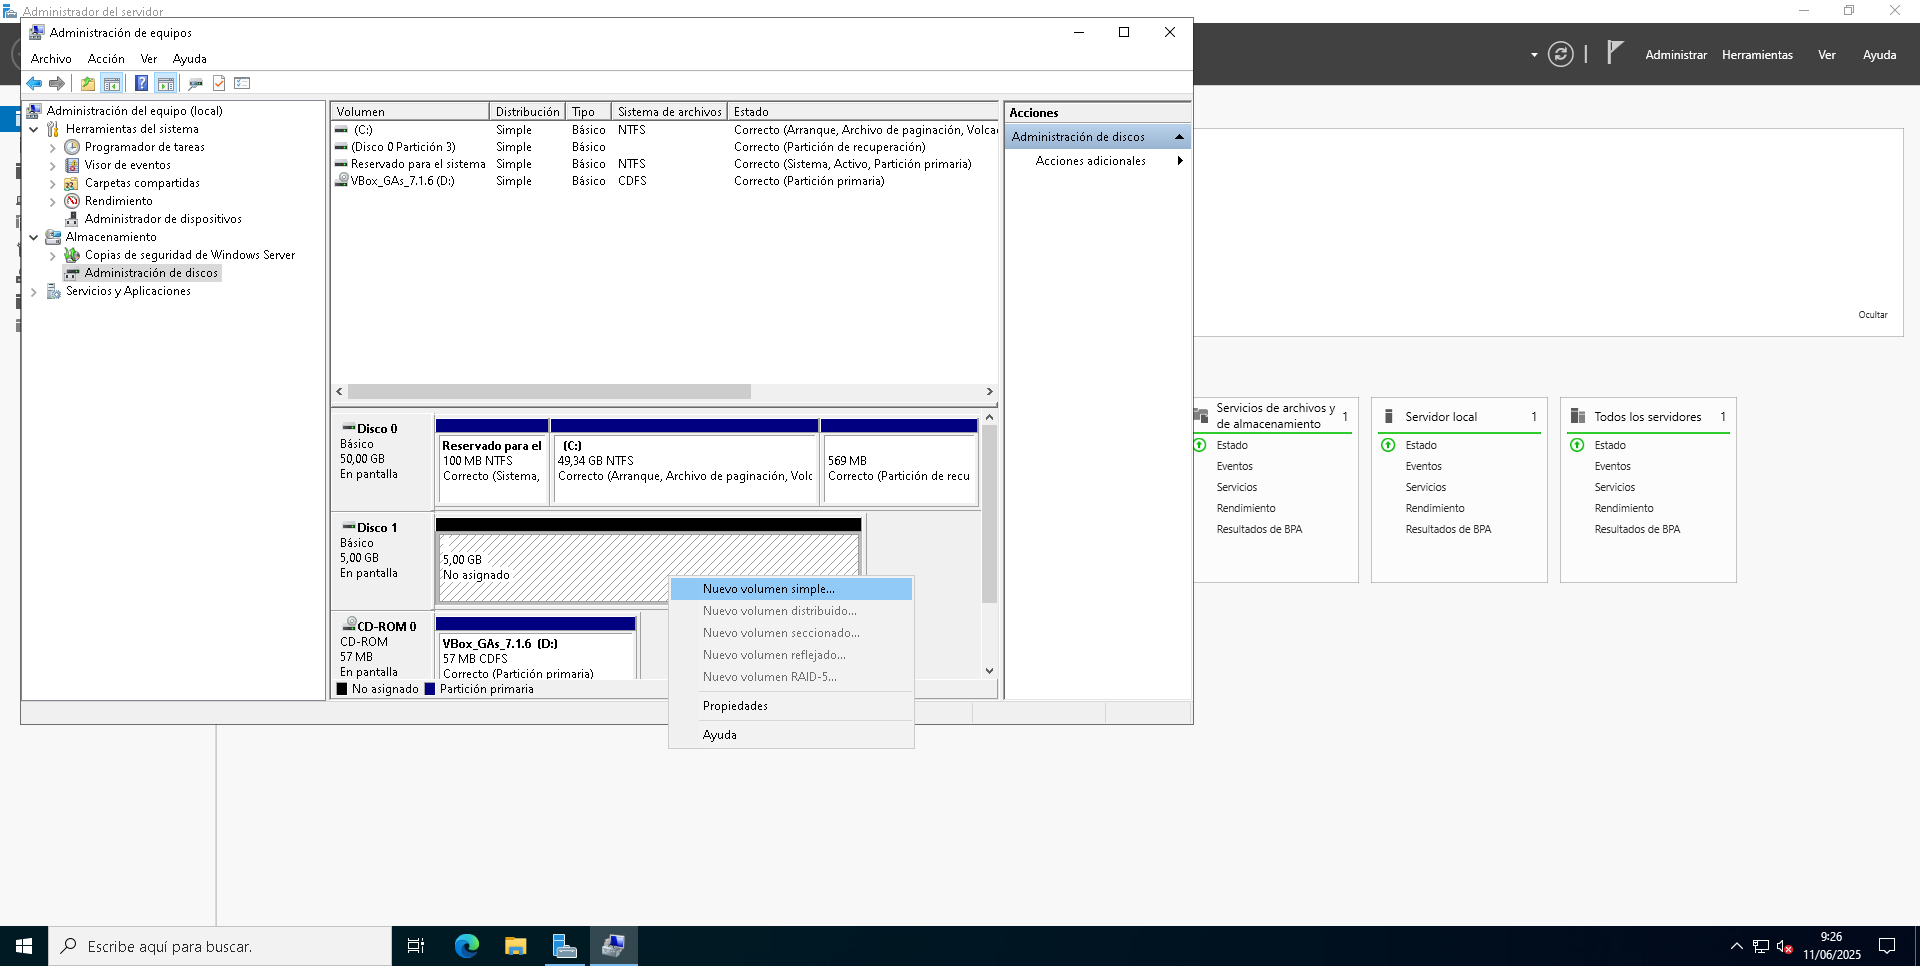 Administrador del servidor
Administración de equipos
Archivo Acción Ver Ayuda
Administrar Herramientas Ver Ayuda
Administración del equipo (local)
Herramientas del sistema
Programador de tareas
Visor de eventos
Carpetas compartidas
Rendimiento
Administrador de dispositivos
Almacenamiento
Copias de seguridad de Windows Server
Administración de discos
Servicios y Aplicaciones
Volumen Distribución Tipo Sistema de archivos Estado
(C:) Simple Básico NTFS Correcto (Arranque, Archivo de paginación, Volca
(Disco 0 Partición 3) Simple Básico Correcto (Partición de recuperación)
Reservado para el sistema Simple Básico NTFS Correcto (Sistema, Activo, Partición primaria)
VBox_GAs_7.1.6 (D:) Simple Básico CDFS Correcto (Partición primaria)
Acciones
Administración de discos
Acciones adicionales
Disco 0
Básico
50,00 GB
En pantalla
Reservado para el
100 MB NTFS
Correcto (Sistema,
(C:)
49,34 GB NTFS
Correcto (Arranque, Archivo de paginación, Volc
569 MB
Correcto (Partición de recu
Disco 1
Básico
5,00 GB
En pantalla
5,00 GB
No asignado
CD-ROM 0
CD-ROM
57 MB
En pantalla
VBox_GAs_7.1.6 (D:)
57 MB CDFS
Correcto (Partición primaria)
No asignado Partición primaria
Nuevo volumen simple...
Nuevo volumen distribuido...
Nuevo volumen seccionado...
Nuevo volumen reflejado...
Nuevo volumen RAID-5...
Propiedades
Ayuda
Ocultar
Servicios de archivos y
de almacenamiento 1
Estado
Eventos
Servicios
Rendimiento
Resultados de BPA
Servidor local 1
Estado
Eventos
Servicios
Rendimiento
Resultados de BPA
Todos los servidores 1
Estado
Eventos
Servicios
Rendimiento
Resultados de BPA
Escribe aquí para buscar.
9:26
11/06/2025